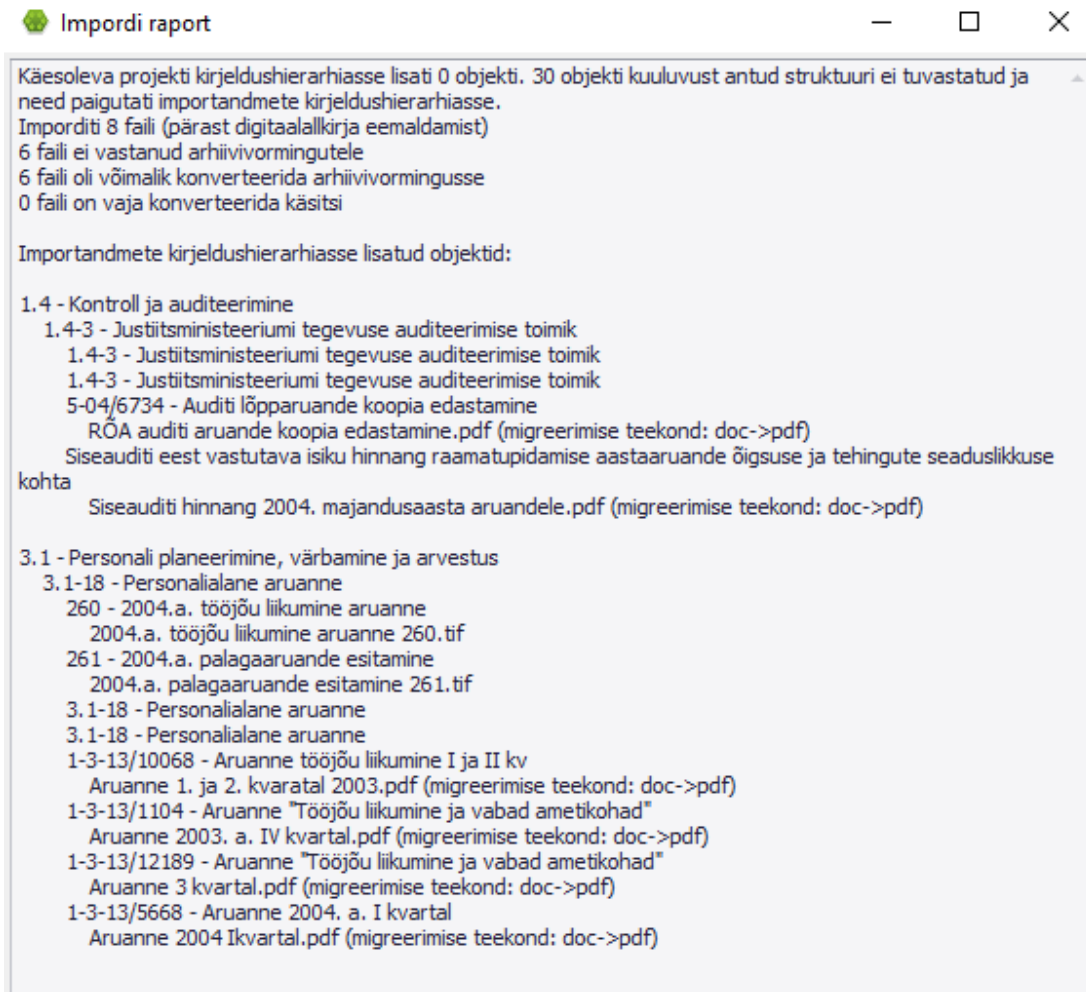 Impordi raport
Käesoleva projekti kirjeldushierarhiasse lisati 0 objekti. 30 objekti kuuluvust antud struktuuri ei tuvastatud ja
need paigutati importandmete kirjeldushierarhiasse.
Imporditi 8 faili (pärast digitaalallkirja eemaldamist)
6 faili ei vastanud arhiivivormingutele
6 faili oli võimalik konverteerida arhiivivormingusse
0 faili on vaja konverteerida käsitsi
Importandmete kirjeldushierarhiasse lisatud objektid:
1.4 - Kontroll ja auditeerimine
1.4-3 - Justiitsministeeriumi tegevuse auditeerimise toimik
1.4-3 - Justiitsministeeriumi tegevuse auditeerimise toimik
1.4-3 - Justiitsministeeriumi tegevuse auditeerimise toimik
5-04/6734 - Auditi lõpparuande koopia edastamine
RÕA auditi aruande koopia edastamine.pdf (migreerimise teekond: doc->pdf)
Siseauditi eest vastutava isiku hinnang raamatupidamise aastaaruande õigsuse ja tehingute seaduslikkuse
kohta
Siseauditi hinnang 2004. majandusaasta aruandele.pdf (migreerimise teekond: doc->pdf)
3.1 - Personali planeerimine, värbamine ja arvestus
3.1-18 - Personalialane aruanne
260 - 2004.a. tööjõu liikumine aruanne
2004.a. tööjõu liikumine aruanne 260.tif
261 - 2004.a. palagaaruande esitamine
2004.a. palagaaruande esitamine 261.tif
3.1-18 - Personalialane aruanne
3.1-18 - Personalialane aruanne
1-3-13/10068 - Aruanne tööjõu liikumine I ja II kv
Aruanne 1. ja 2. kvaratal 2003.pdf (migreerimise teekond: doc->pdf)
1-3-13/1104 - Aruanne "Tööjõu liikumine ja vabad ametikohad"
Aruanne 2003. a. IV kvartal.pdf (migreerimise teekond: doc->pdf)
1-3-13/12189 - Aruanne "Tööjõu liikumine ja vabad ametikohad"
Aruanne 3 kvartal.pdf (migreerimise teekond: doc->pdf)
1-3-13/5668 - Aruanne 2004. a. I kvartal
Aruanne 2004 Ikvartal.pdf (migreerimise teekond: doc->pdf)